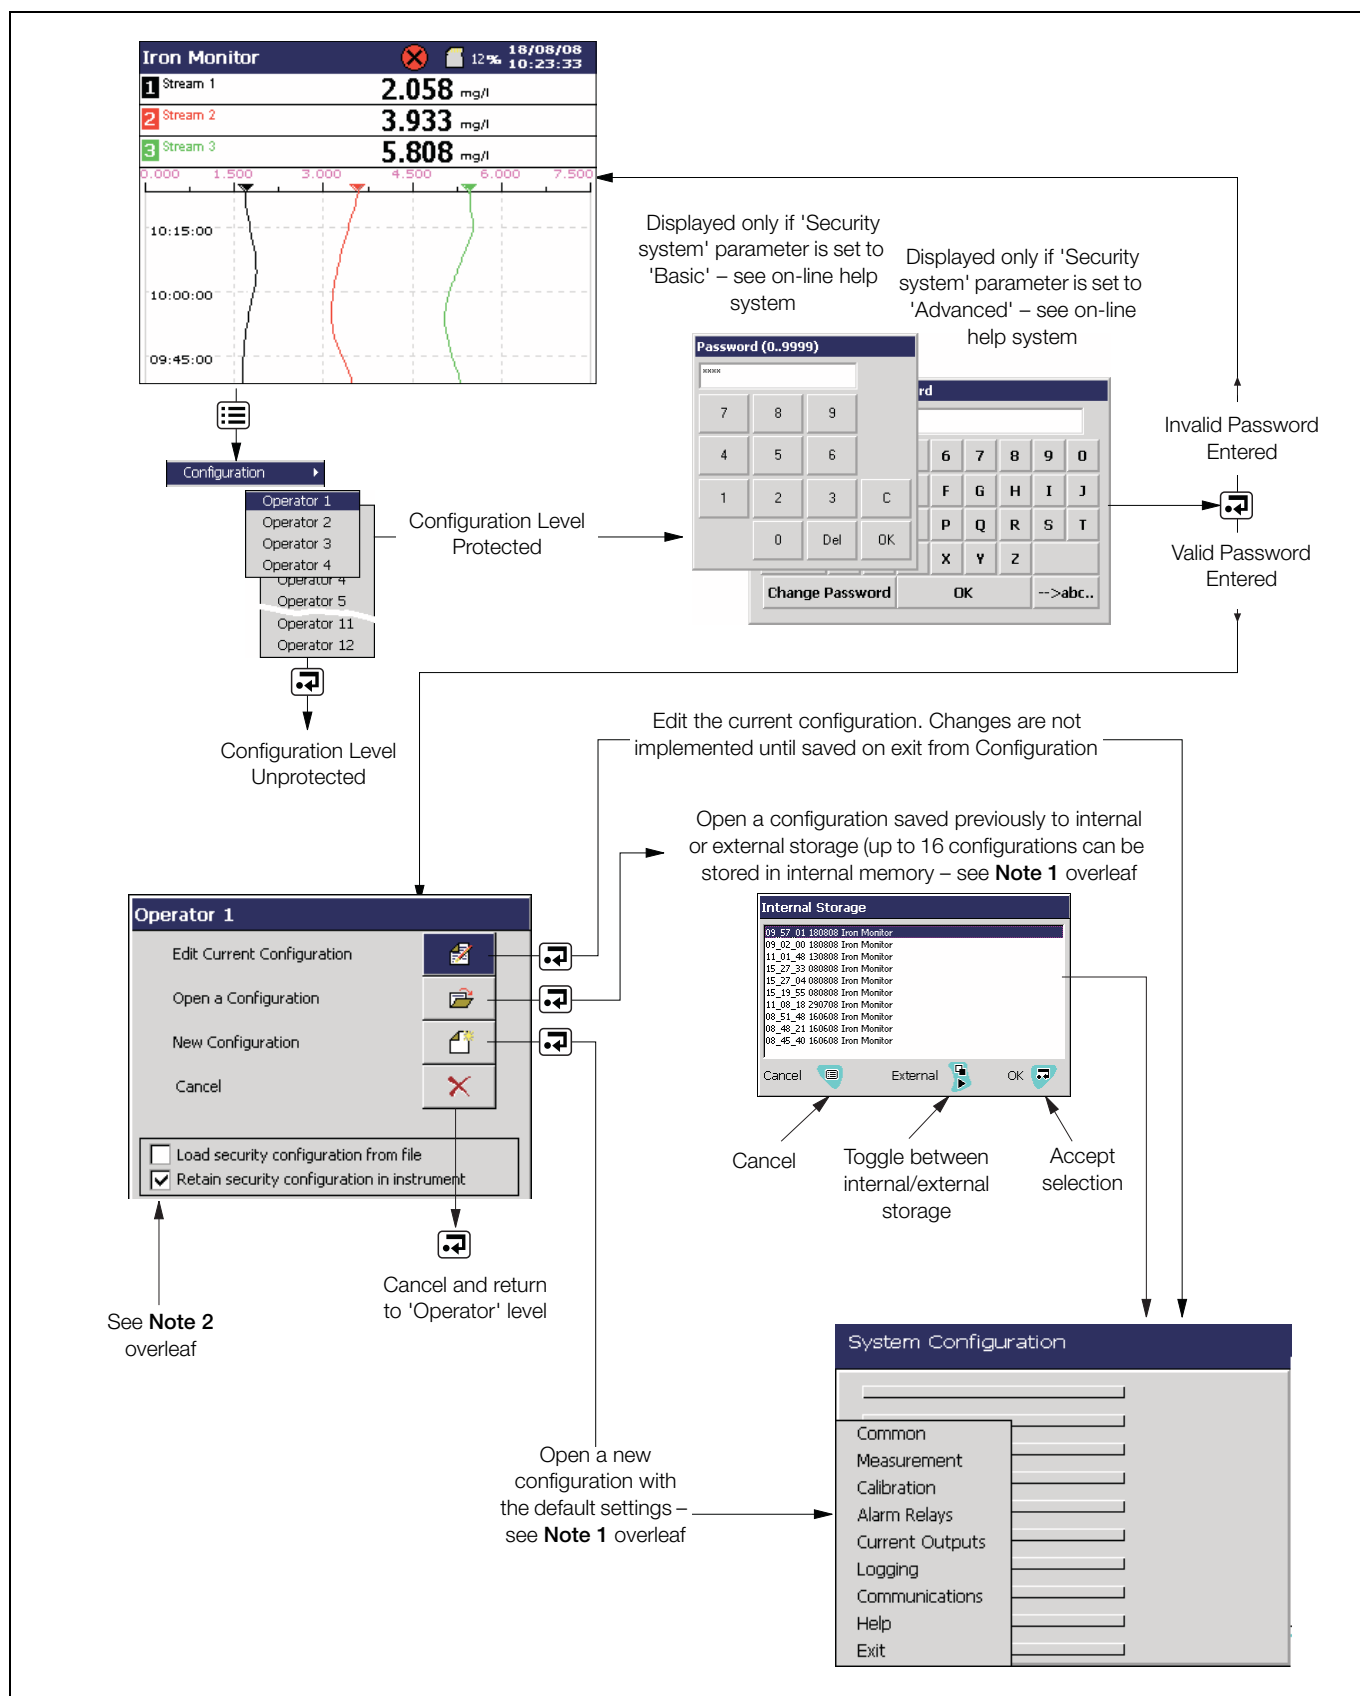 Iron Monitor
12%
18/08/08
10:23:33
1 Stream 1
2.058 mg/l
2 Stream 2
3.933 mg/l
3 Stream 3
5.808 mg/l
0.000 1.500 3.000 4.500 6.000 7.500
10:15:00
10:00:00
09:45:00
Displayed only if 'Security
system' parameter is set to
'Basic' – see on-line help
system
Displayed only if 'Security
system' parameter is set to
'Advanced' – see on-line
help system
Password (0..9999)
××××
7 8 9
4 5 6
1 2 3 C
0 Del OK
rd
6 7 8 9 0
F G H I J
P Q R S T
X Y Z
Change Password OK -->abc..
Invalid Password
Entered
Valid Password
Entered
Configuration
Operator 1
Operator 2
Operator 3
Operator 4
Operator 4
Operator 5
Operator 11
Operator 12
Configuration Level
Protected
Configuration Level
Unprotected
Edit the current configuration. Changes are not
implemented until saved on exit from Configuration
Open a configuration saved previously to internal
or external storage (up to 16 configurations can be
stored in internal memory – see Note 1 overleaf
Operator 1
Edit Current Configuration
Open a Configuration
New Configuration
Cancel
Load security configuration from file
Retain security configuration in instrument
Internal Storage
09_57_01 180808 Iron Monitor
09_02_00 180808 Iron Monitor
11_01_48 130808 Iron Monitor
15_27_33 080808 Iron Monitor
15_27_04 080808 Iron Monitor
15_19_55 080808 Iron Monitor
11_08_18 290708 Iron Monitor
08_51_48 160608 Iron Monitor
08_48_21 160608 Iron Monitor
08_45_40 160608 Iron Monitor
Cancel External OK
Cancel
Toggle between
internal/external
storage
Accept
selection
Cancel and return
to 'Operator' level
See Note 2
overleaf
Open a new
configuration with
the default settings –
see Note 1 overleaf
System Configuration
Common
Measurement
Calibration
Alarm Relays
Current Outputs
Logging
Communications
Help
Exit